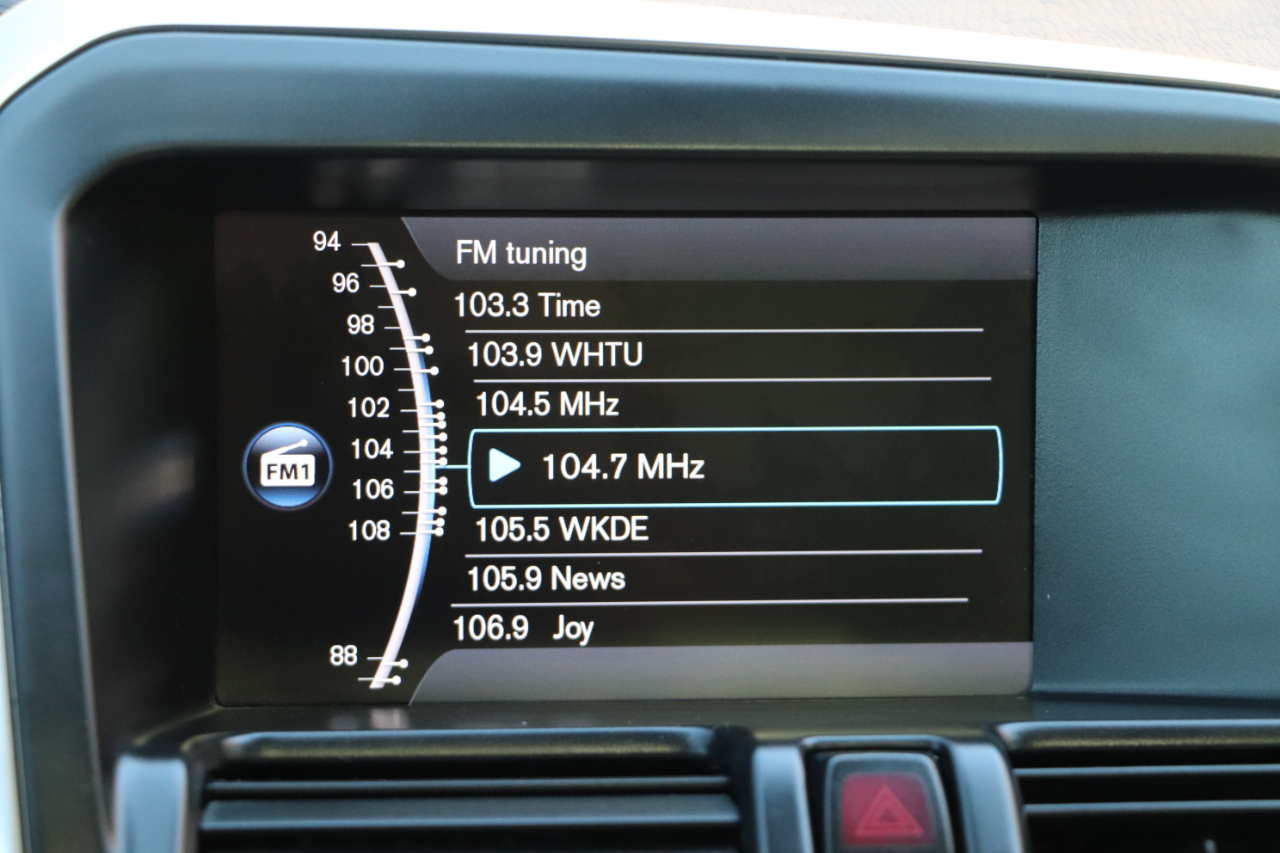 FM tuning
94
96
98
100
102
104
106
108
88
FM1
103.3 Time
103.9 WHTU
104.5 MHz
104.7 MHz
105.5 WKDE
105.9 News
106.9 Joy